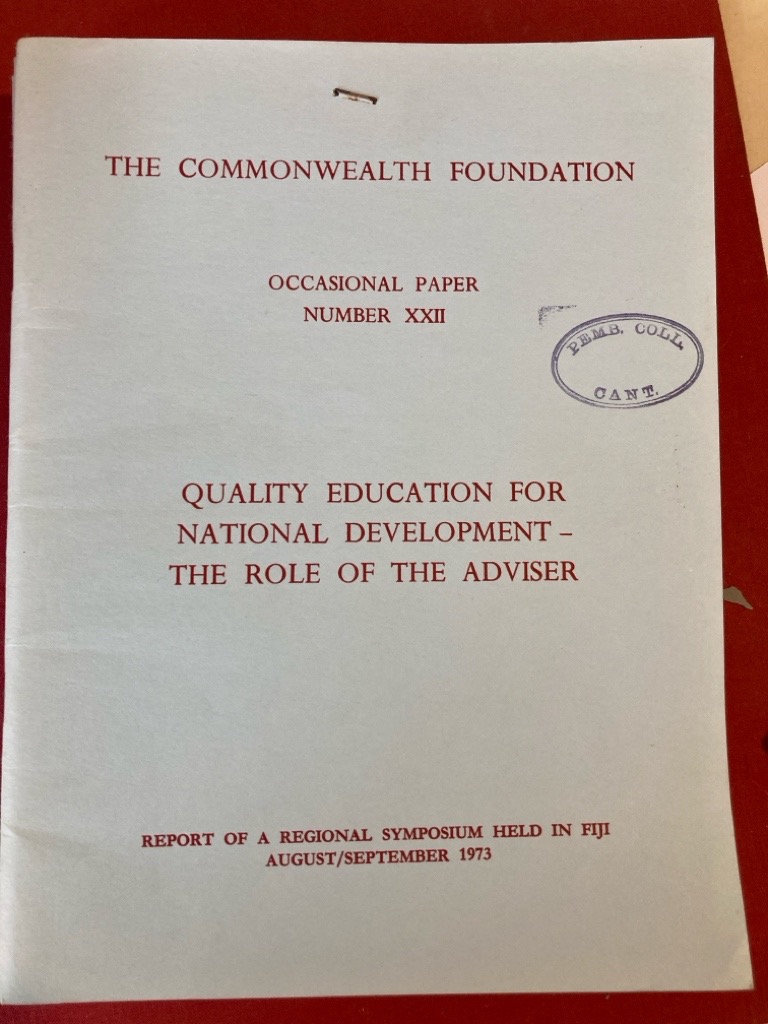 THE COMMONWEALTH FOUNDATION
OCCASIONAL PAPER
NUMBER XXII
PEMB. COLL.
CANT.
QUALITY EDUCATION FOR
NATIONAL DEVELOPMENT –
THE ROLE OF THE ADVISER
REPORT OF A REGIONAL SYMPOSIUM HELD IN FIJI
AUGUST/SEPTEMBER 1973